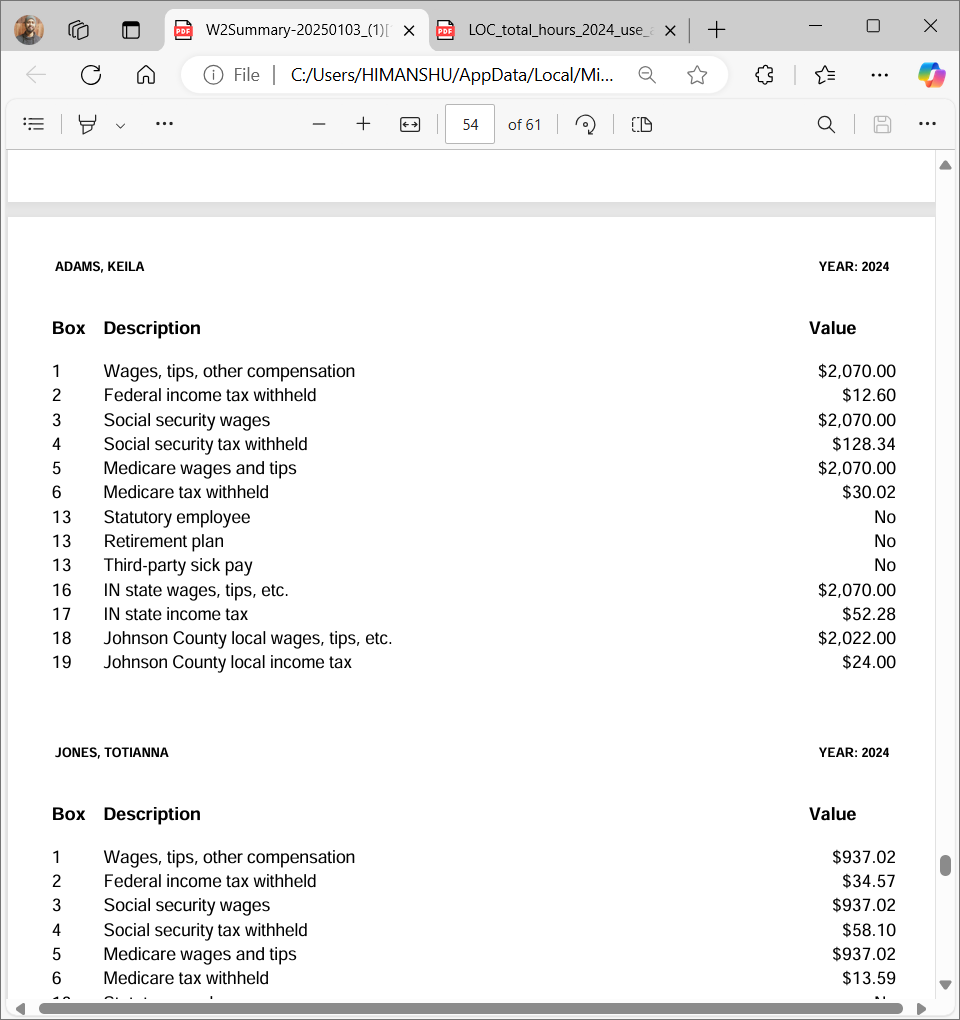 W2Summary-20250103_(1)[
LOC_total_hours_2024_use_a
File
C:/Users/HIMANSHU/AppData/Local/Mi...
54 of 61
ADAMS, KEILA YEAR: 2024
Box Description Value
1 Wages, tips, other compensation $2,070.00
2 Federal income tax withheld $12.60
3 Social security wages $2,070.00
4 Social security tax withheld $128.34
5 Medicare wages and tips $2,070.00
6 Medicare tax withheld $30.02
13 Statutory employee No
13 Retirement plan No
13 Third-party sick pay No
16 IN state wages, tips, etc. $2,070.00
17 IN state income tax $52.28
18 Johnson County local wages, tips, etc. $2,022.00
19 Johnson County local income tax $24.00
JONES, TOTIANNA YEAR: 2024
Box Description Value
1 Wages, tips, other compensation $937.02
2 Federal income tax withheld $34.57
3 Social security wages $937.02
4 Social security tax withheld $58.10
5 Medicare wages and tips $937.02
6 Medicare tax withheld $13.59